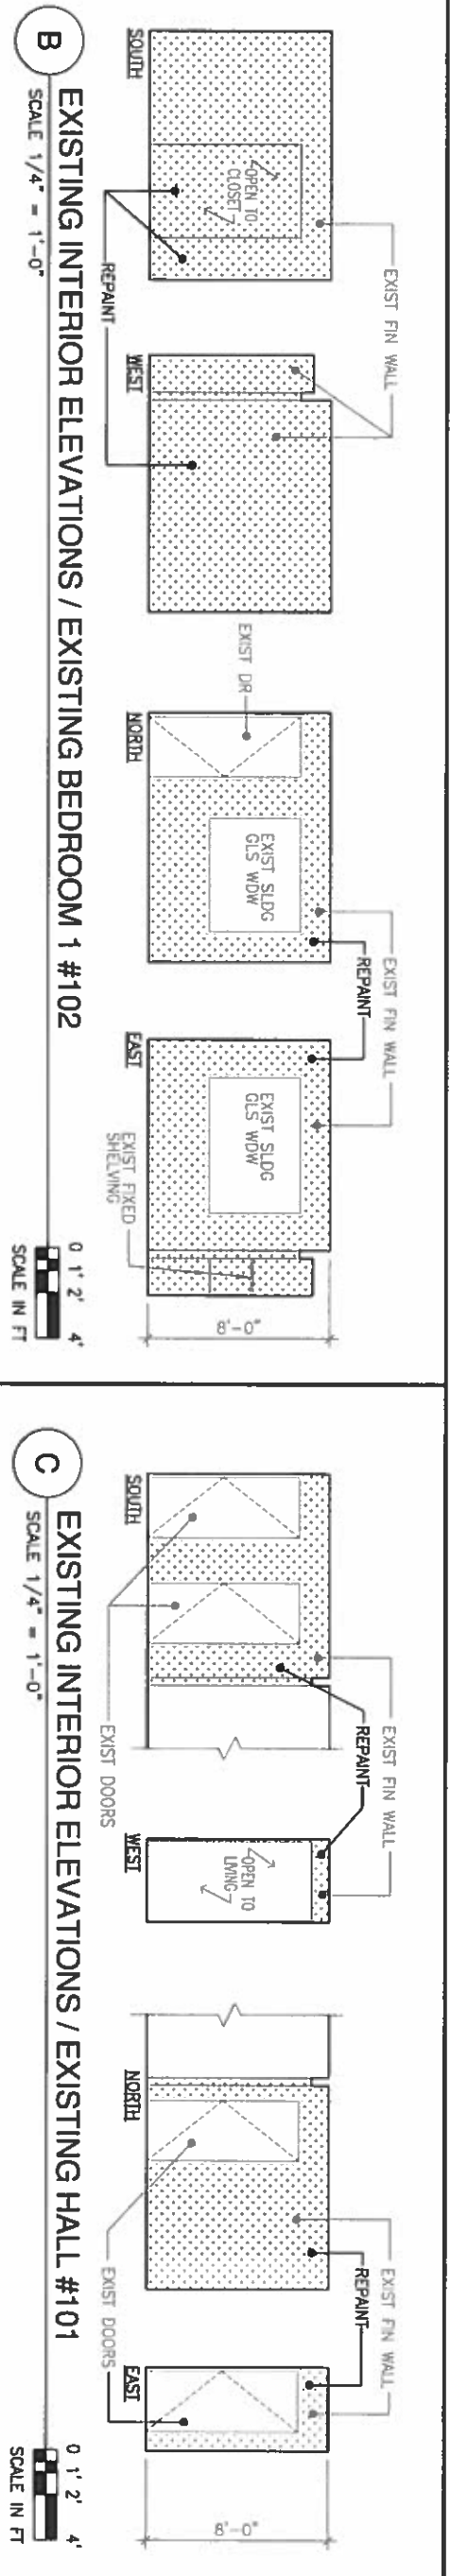 EXIST FIN WALL
OPEN TO
CLOSET
SOUTH
REPAINT
WEST
EXIST DR
EXIST SLDG
GLS WDW
NORTH
EXIST FIN WALL
REPAINT
EXIST SLDG
GLS WDW
EAST
EXIST FIXED
SHELVING
8'-0"
B
EXISTING INTERIOR ELEVATIONS / EXISTING BEDROOM 1 #102
SCALE 1/4" = 1'-0"
0 1' 2' 4'
SCALE IN FT
SOUTH
EXIST DOORS
EXIST FIN WALL
REPAINT
OPEN TO
LIVING
WEST
NORTH
EXIST DOORS
EXIST FIN WALL
REPAINT
EAST
8'-0"
C
EXISTING INTERIOR ELEVATIONS / EXISTING HALL #101
SCALE 1/4" = 1'-0"
0 1' 2' 4'
SCALE IN FT